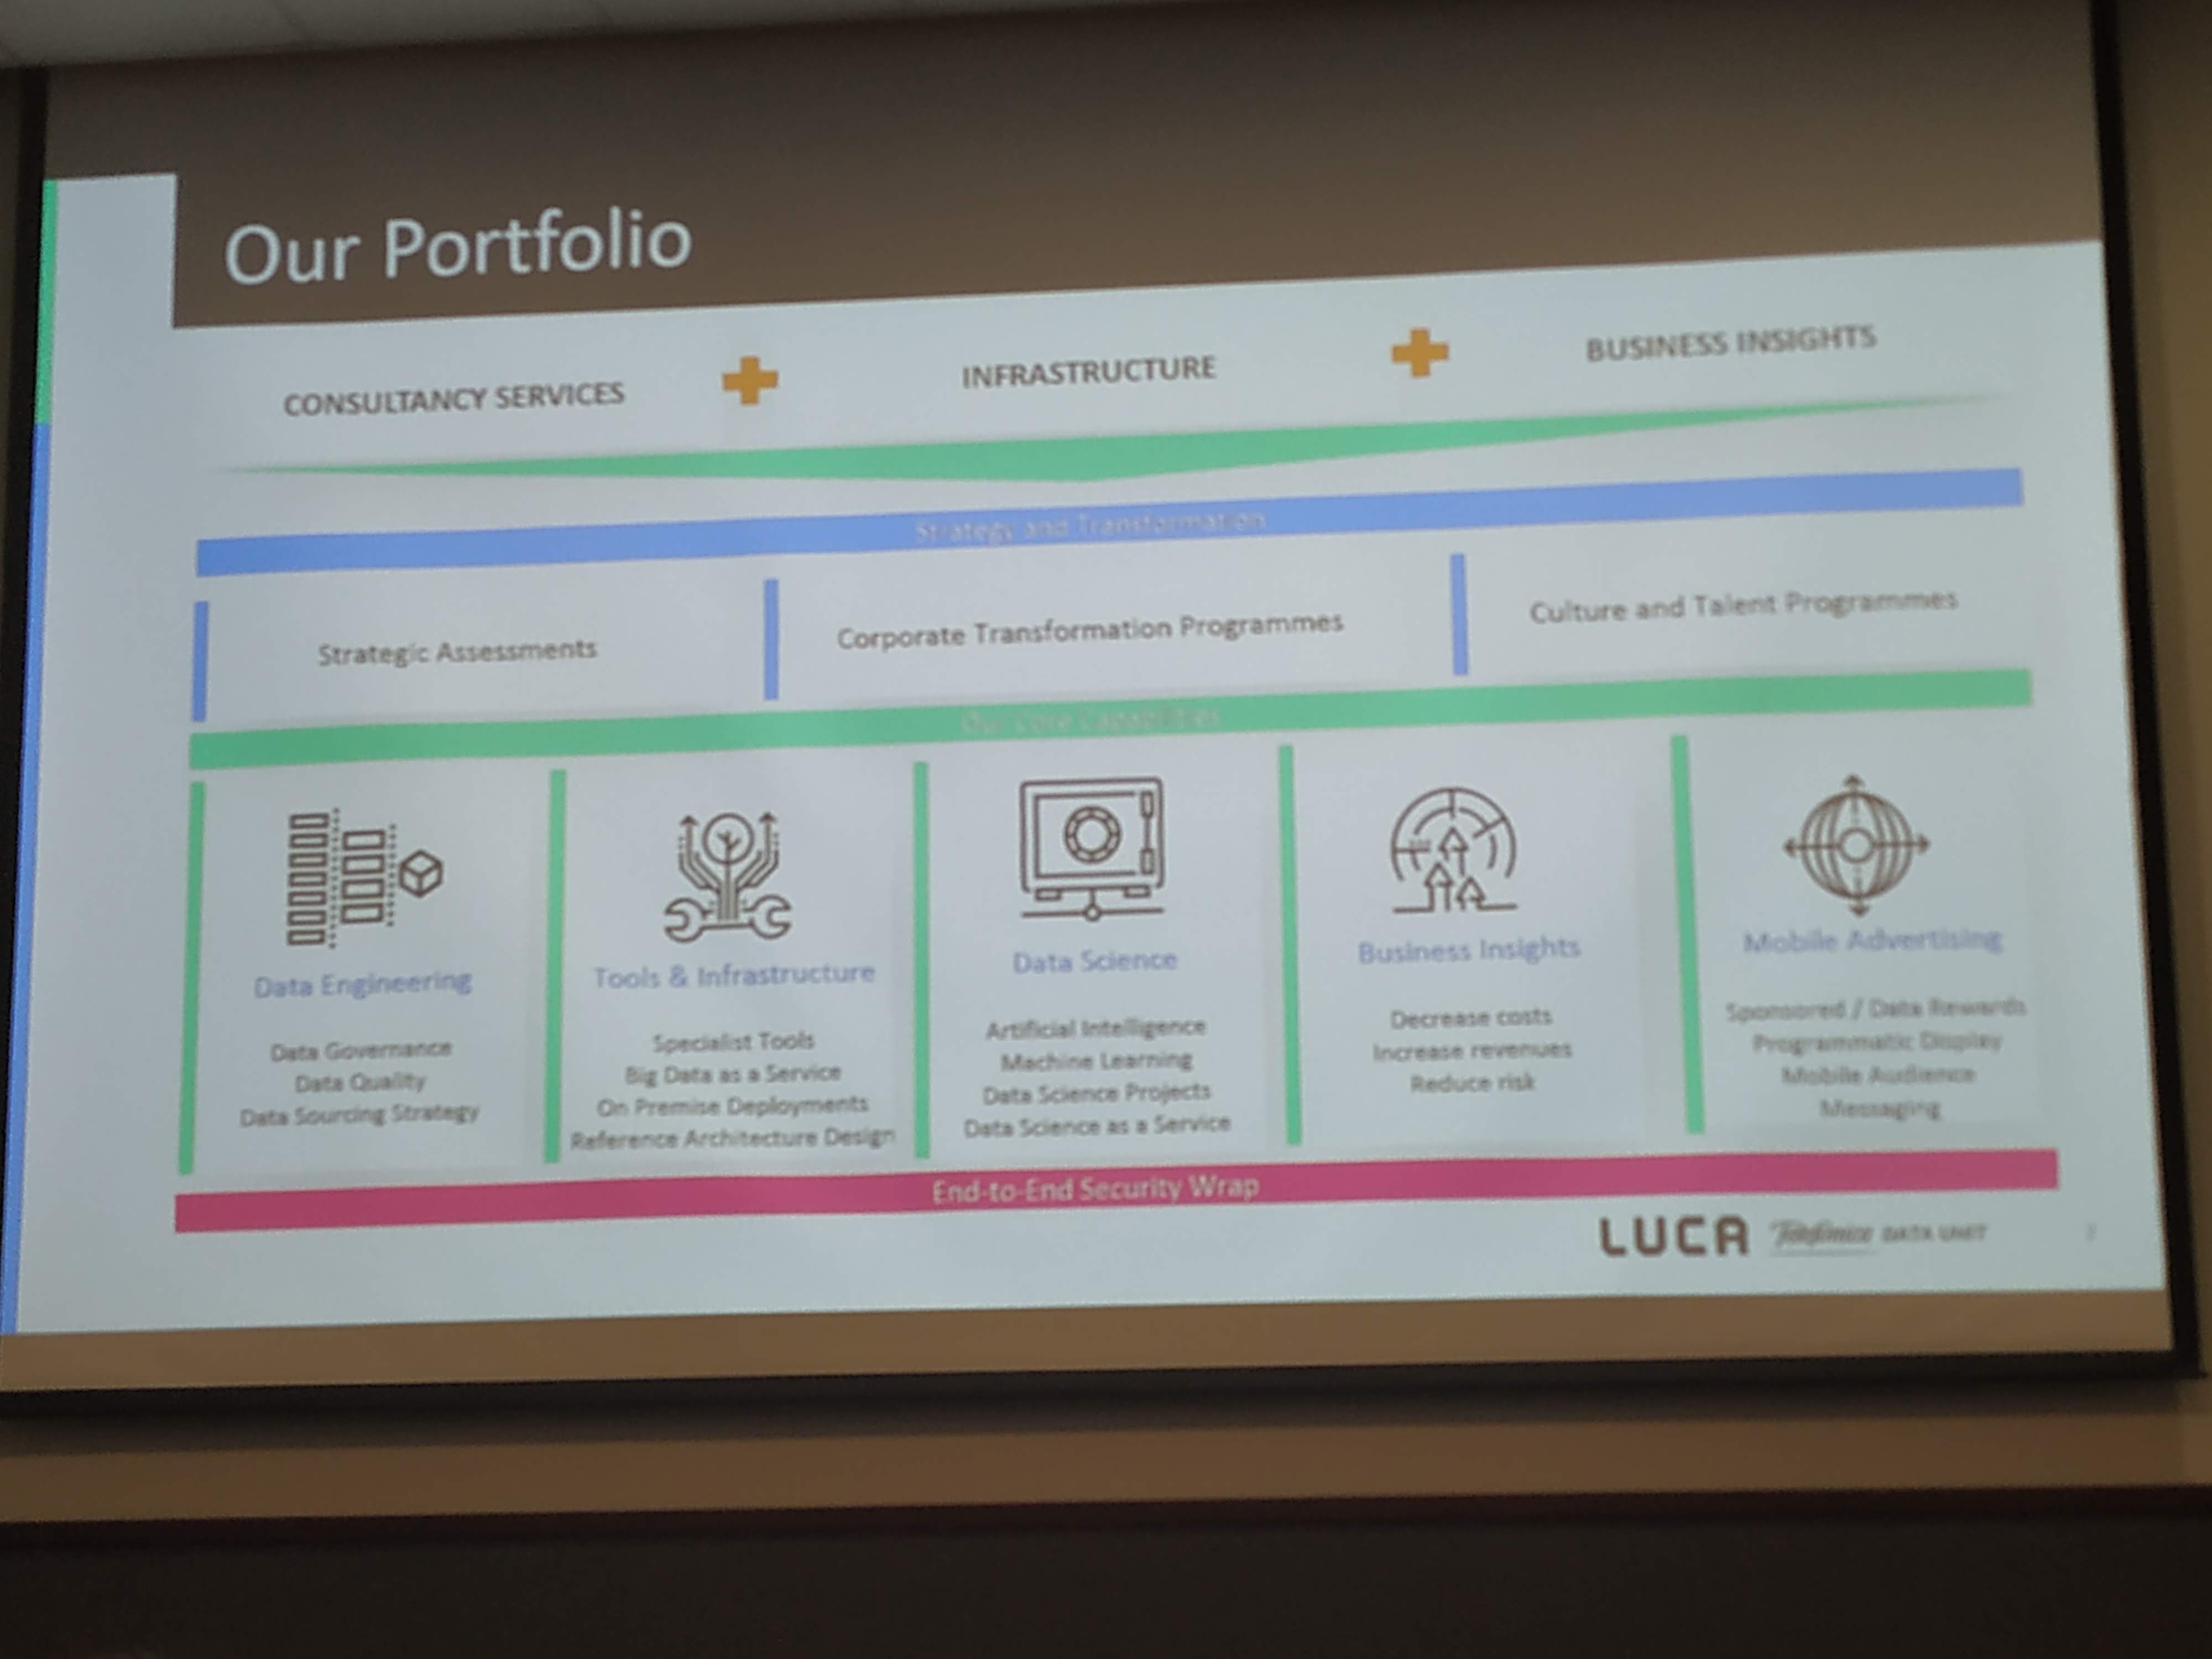 Our Portfolio
CONSULTANCY SERVICES
INFRASTRUCTURE
BUSINESS INSIGHTS
Strategy and Transformation
Strategic Assessments
Corporate Transformation Programmes
Culture and Talent Programmes
Our Core Capabilities
Data Engineering
Data Governance
Data Quality
Data Sourcing Strategy
Tools & Infrastructure
Specialist Tools
Big Data as a Service
On Premise Deployments
Reference Architecture Design
Data Science
Artificial Intelligence
Machine Learning
Data Science Projects
Data Science as a Service
Business Insights
Decrease costs
Increase revenues
Reduce risk
Mobile Advertising
Sponsored / Data Rewards
Programmatic Display
Mobile Audience
Messaging
End-to-End Security Wrap
LUCA Telefónica DATA UNIT